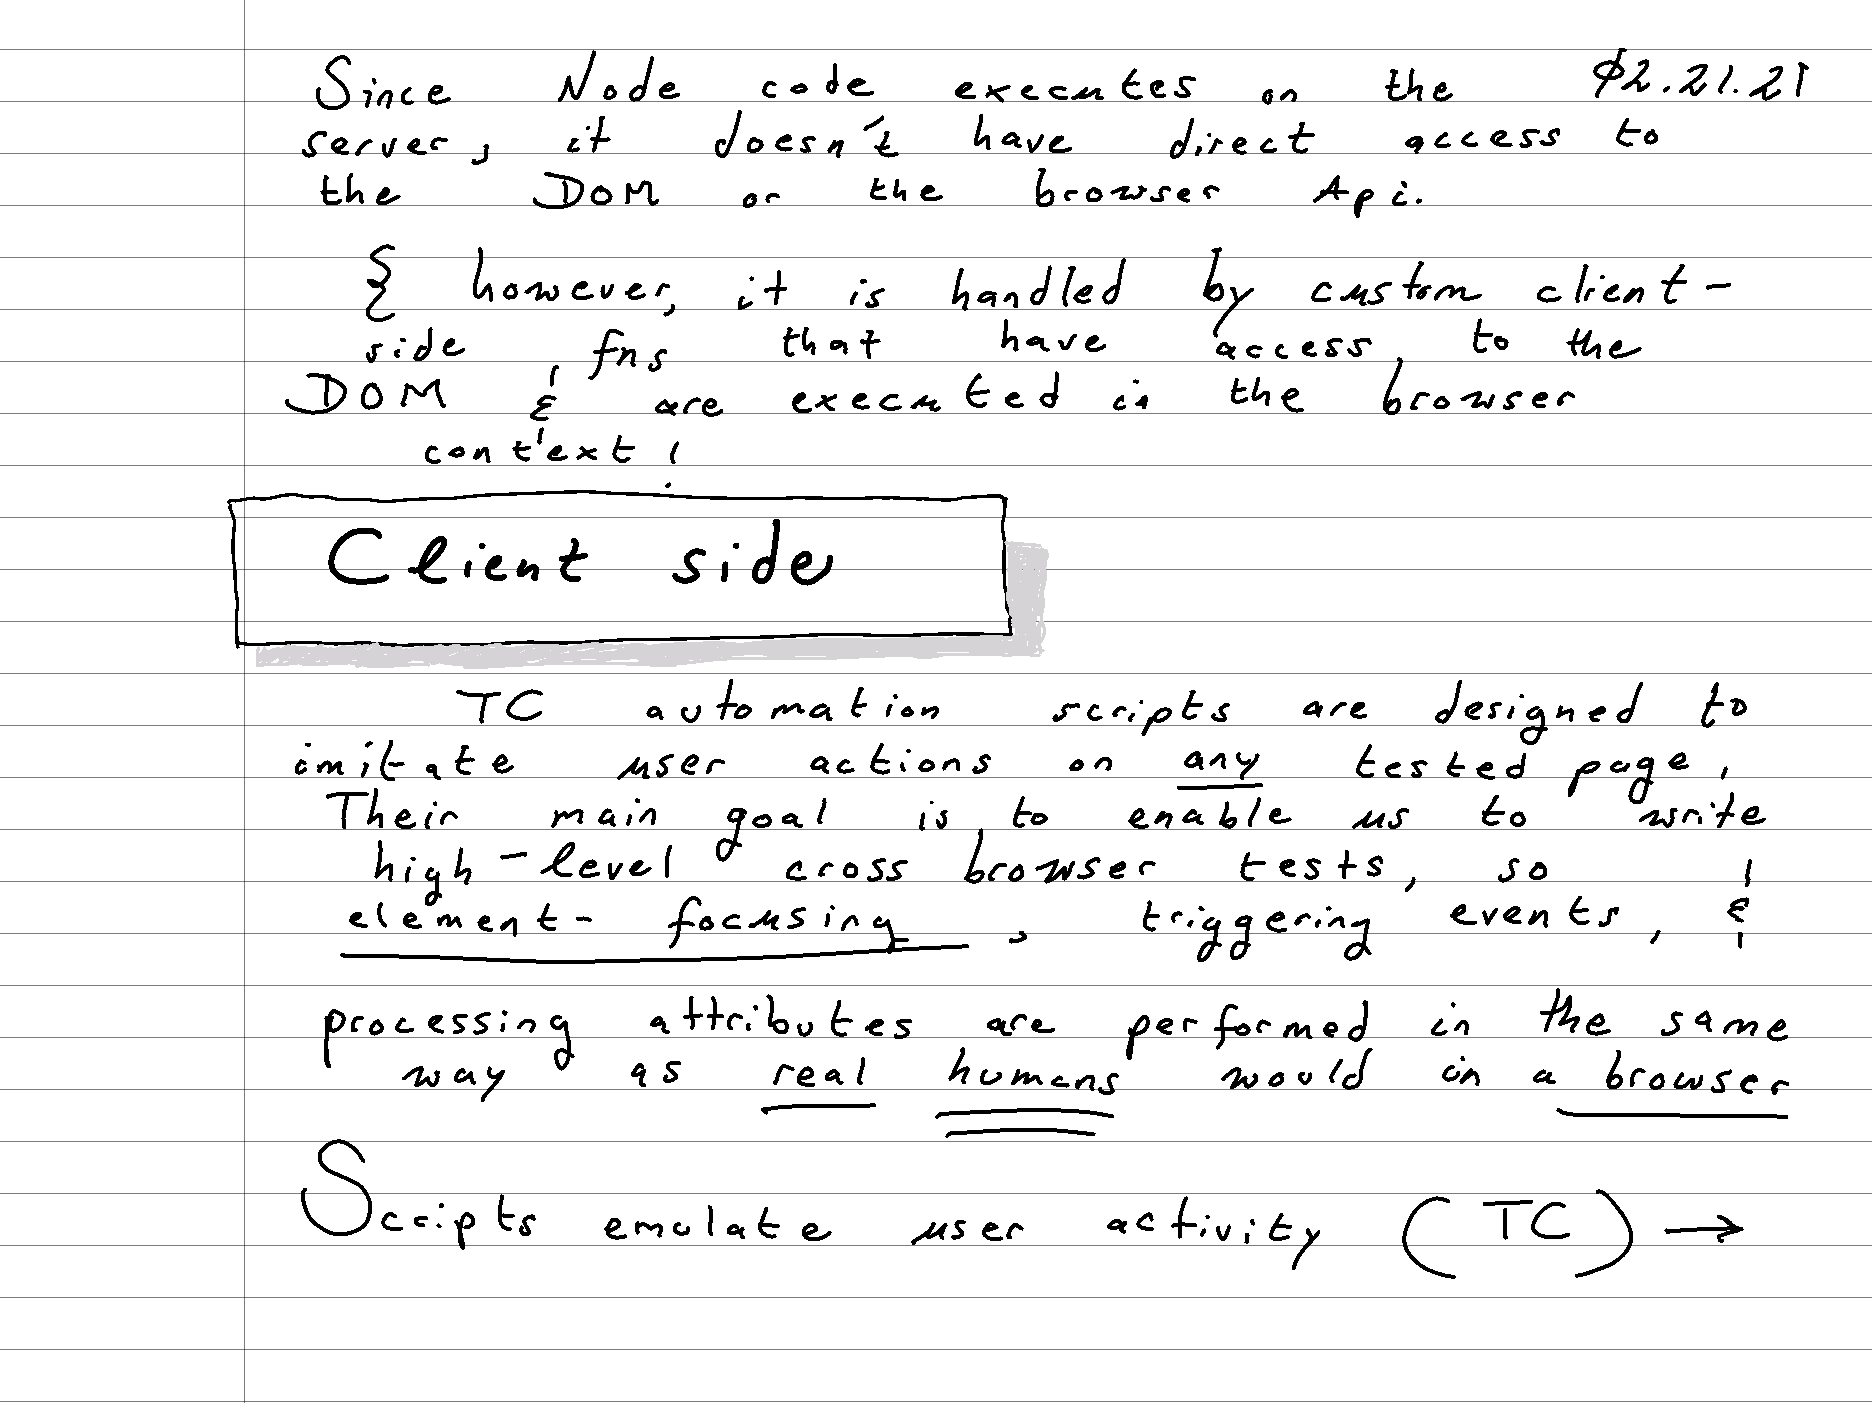 Since Node code executes on the 02.21.21
server, it doesn't have direct access to
the DOM or the browser Api.
{ however, it is handled by custom client-
side fns that have access to the
DOM & are executed in the browser
context!
Client side
TC automation scripts are designed to
imitate user actions on any tested page,
Their main goal is to enable us to write
high-level cross browser tests, so
element-focusing, triggering events, &
processing attributes are performed in the same
way as real humans would in a browser
Scripts emulate user activity (TC) →